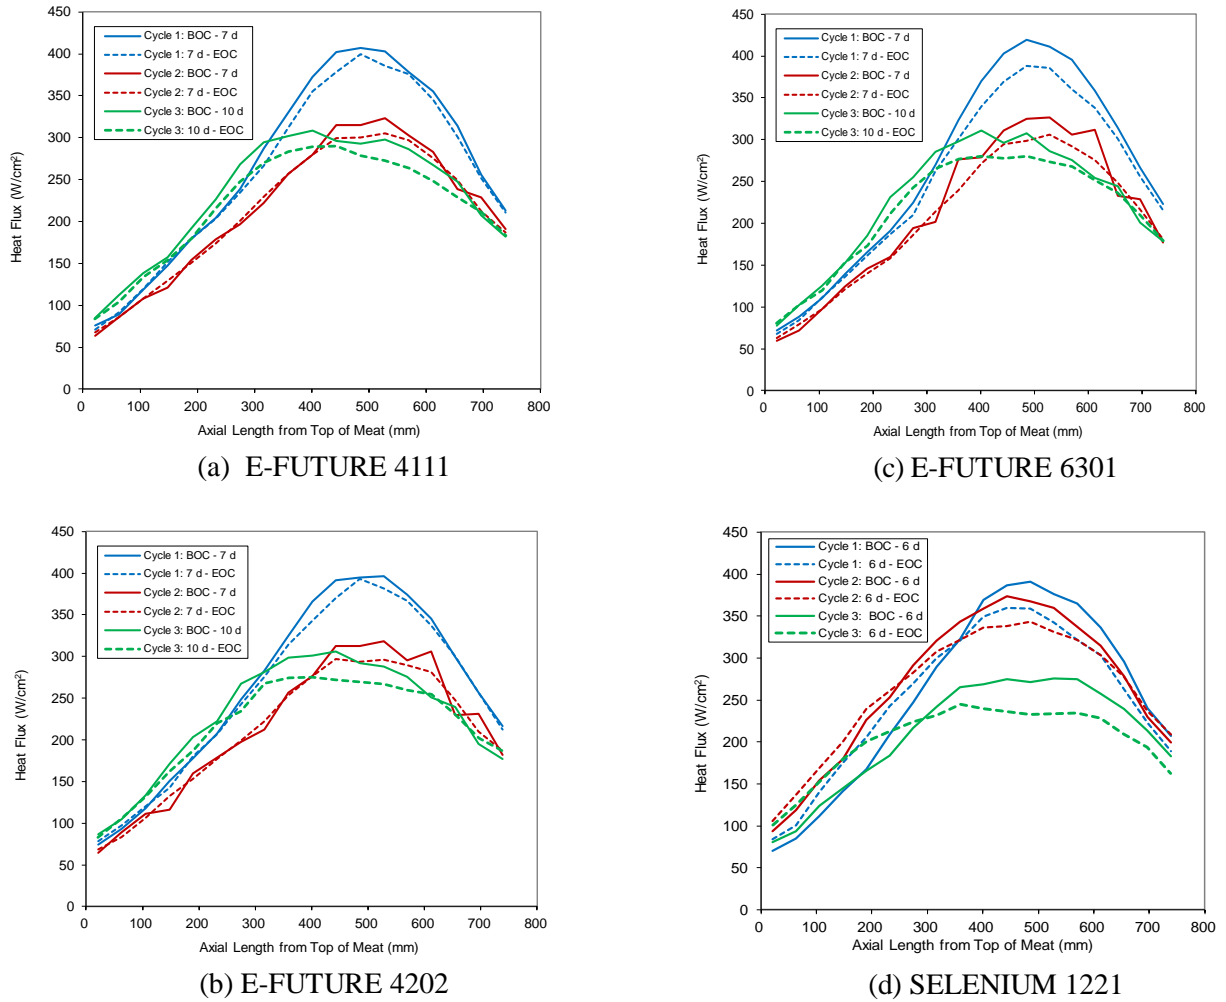 450
400
350
300
250
200
150
100
50
0
Heat Flux (W/cm²)
Cycle 1: BOC - 7 d
Cycle 1: 7 d - EOC
Cycle 2: BOC - 7 d
Cycle 2: 7 d - EOC
Cycle 3: BOC - 10 d
Cycle 3: 10 d - EOC
0 100 200 300 400 500 600 700 800
Axial Length from Top of Meat (mm)
(a) E-FUTURE 4111
450
400
350
300
250
200
150
100
50
0
Heat Flux (W/cm²)
Cycle 1: BOC - 7 d
Cycle 1: 7 d - EOC
Cycle 2: BOC - 7 d
Cycle 2: 7 d - EOC
Cycle 3: BOC - 10 d
Cycle 3: 10 d - EOC
0 100 200 300 400 500 600 700 800
Axial Length from Top of Meat (mm)
(c) E-FUTURE 6301
450
400
350
300
250
200
150
100
50
0
Heat Flux (W/cm²)
Cycle 1: BOC - 7 d
Cycle 1: 7 d - EOC
Cycle 2: BOC - 7 d
Cycle 2: 7 d - EOC
Cycle 3: BOC - 10 d
Cycle 3: 10 d - EOC
0 100 200 300 400 500 600 700 800
Axial Length from Top of Meat (mm)
(b) E-FUTURE 4202
450
400
350
300
250
200
150
100
50
0
Heat Flux (W/cm²)
Cycle 1: BOC - 6 d
Cycle 1: 6 d - EOC
Cycle 2: BOC - 6 d
Cycle 2: 6 d - EOC
Cycle 3: BOC - 6 d
Cycle 3: 6 d - EOC
0 100 200 300 400 500 600 700 800
Axial Length from Top of Meat (mm)
(d) SELENIUM 1221